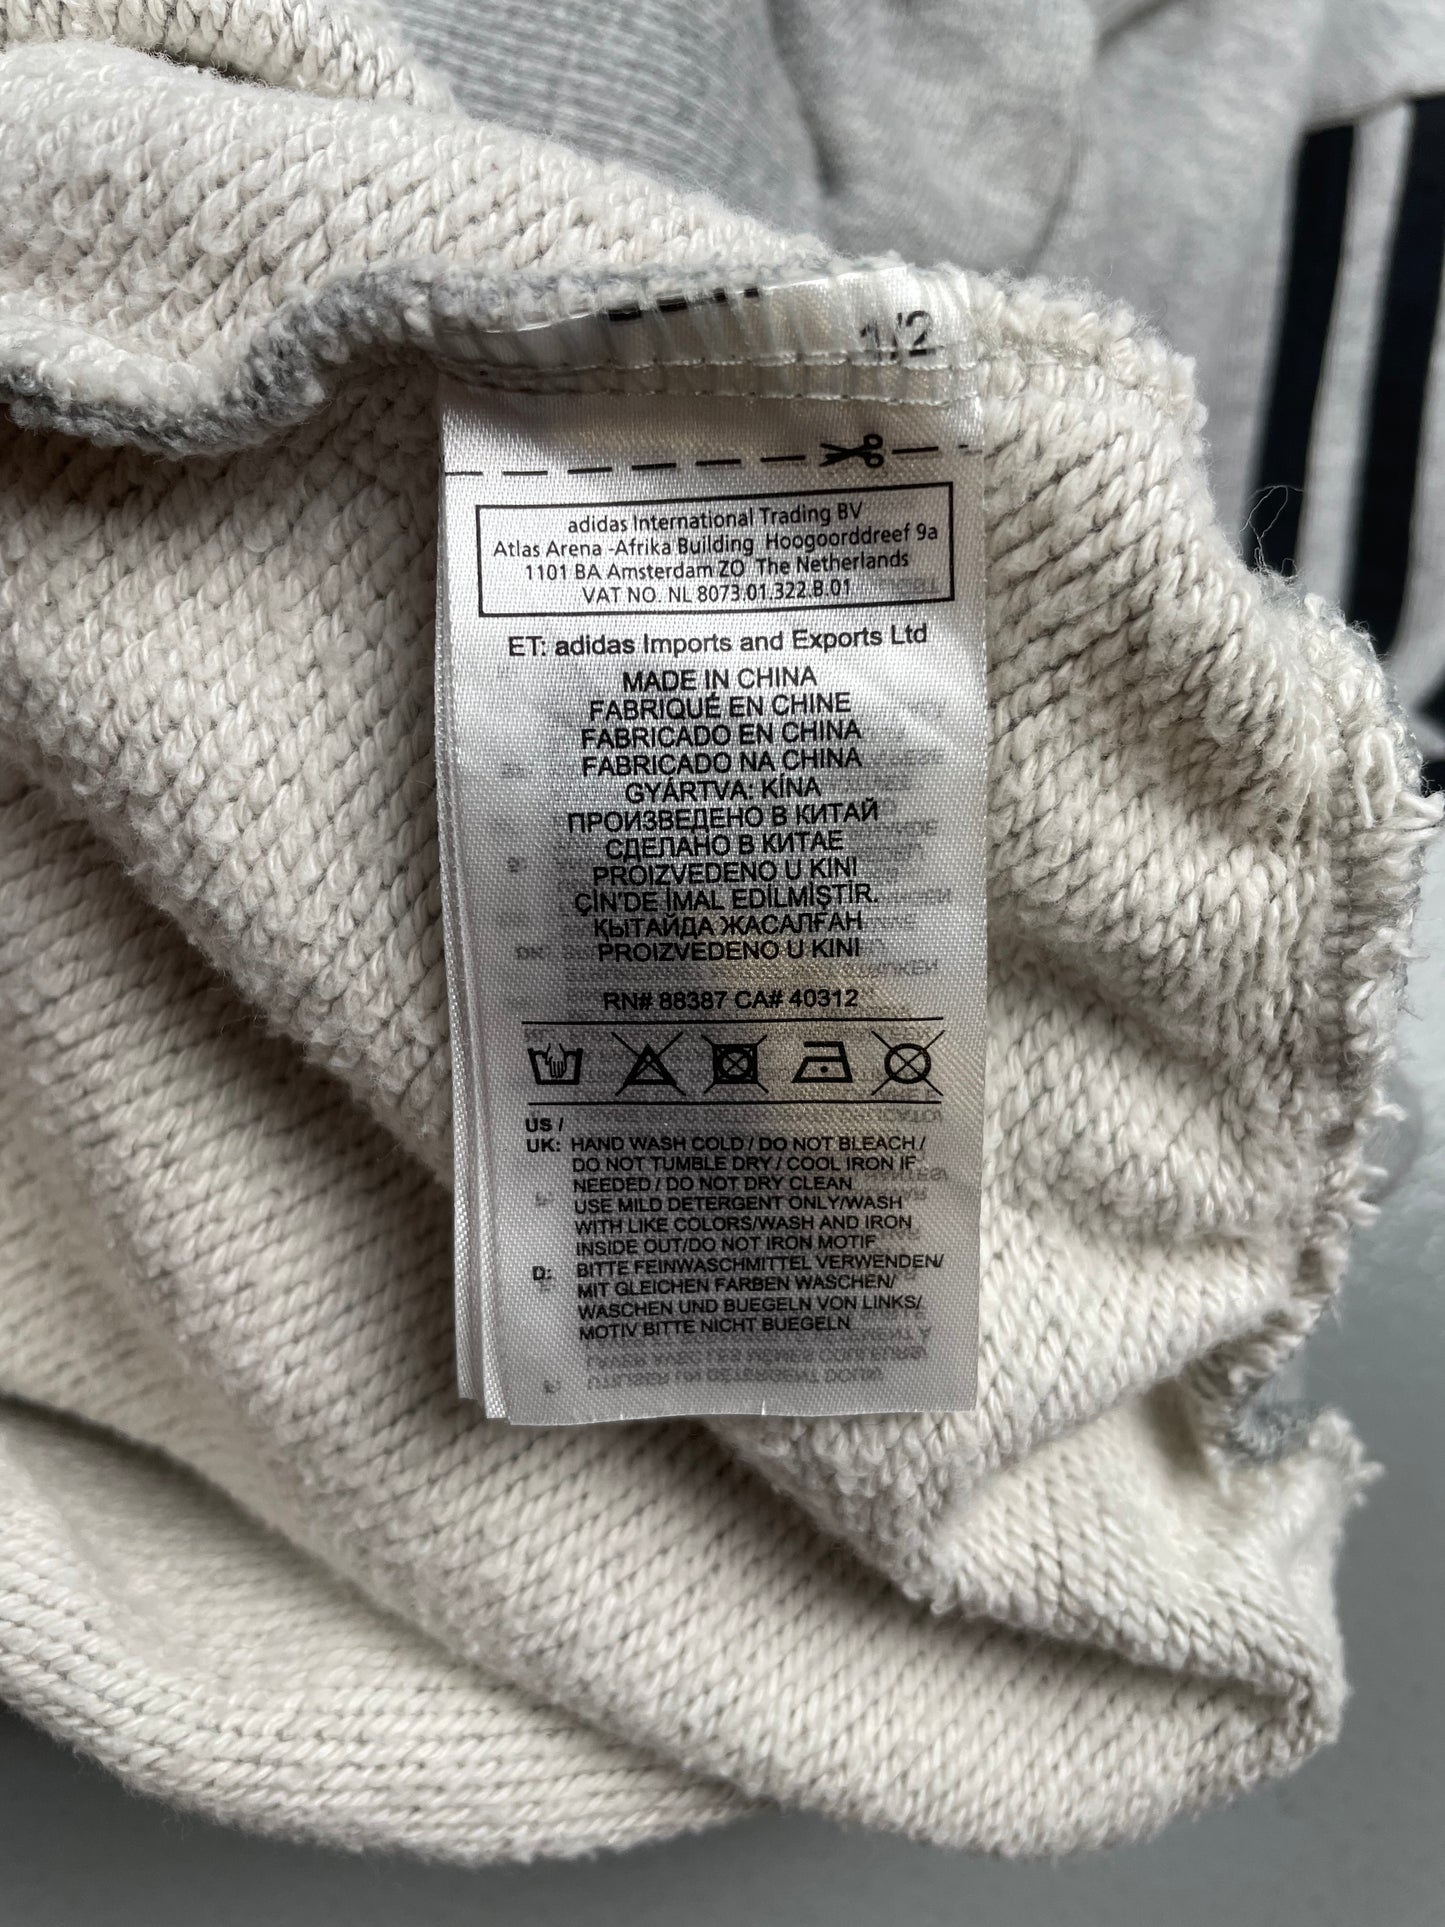 1/2
adidas International Trading BV
Atlas Arena -Afrika Building Hoogoorddreef 9a
1101 BA Amsterdam ZO The Netherlands
VAT NO. NL 8073.01.322.B.01
ET: adidas Imports and Exports Ltd
MADE IN CHINA
FABRIQUÉ EN CHINE
FABRICADO EN CHINA
FABRICADO NA CHINA
GYÁRTVA: KÍNA
ПРОИЗВЕДЕНО В КИТАЙ
СДЕЛАНО В КИТАЕ
PROIZVEDENO U KINI
ÇİN'DE İMAL EDİLMİŞTİR.
ҚЫТАЙДА ЖАСАЛҒАН
PROIZVEDENO U KINI
RN# 88387 CA# 40312
US /
UK: HAND WASH COLD / DO NOT BLEACH /
DO NOT TUMBLE DRY / COOL IRON IF
NEEDED / DO NOT DRY CLEAN
USE MILD DETERGENT ONLY/WASH
WITH LIKE COLORS/WASH AND IRON
INSIDE OUT/DO NOT IRON MOTIF
D: BITTE FEINWASCHMITTEL VERWENDEN/
MIT GLEICHEN FARBEN WASCHEN/
WASCHEN UND BUEGELN VON LINKS/
MOTIV BITTE NICHT BUEGELN